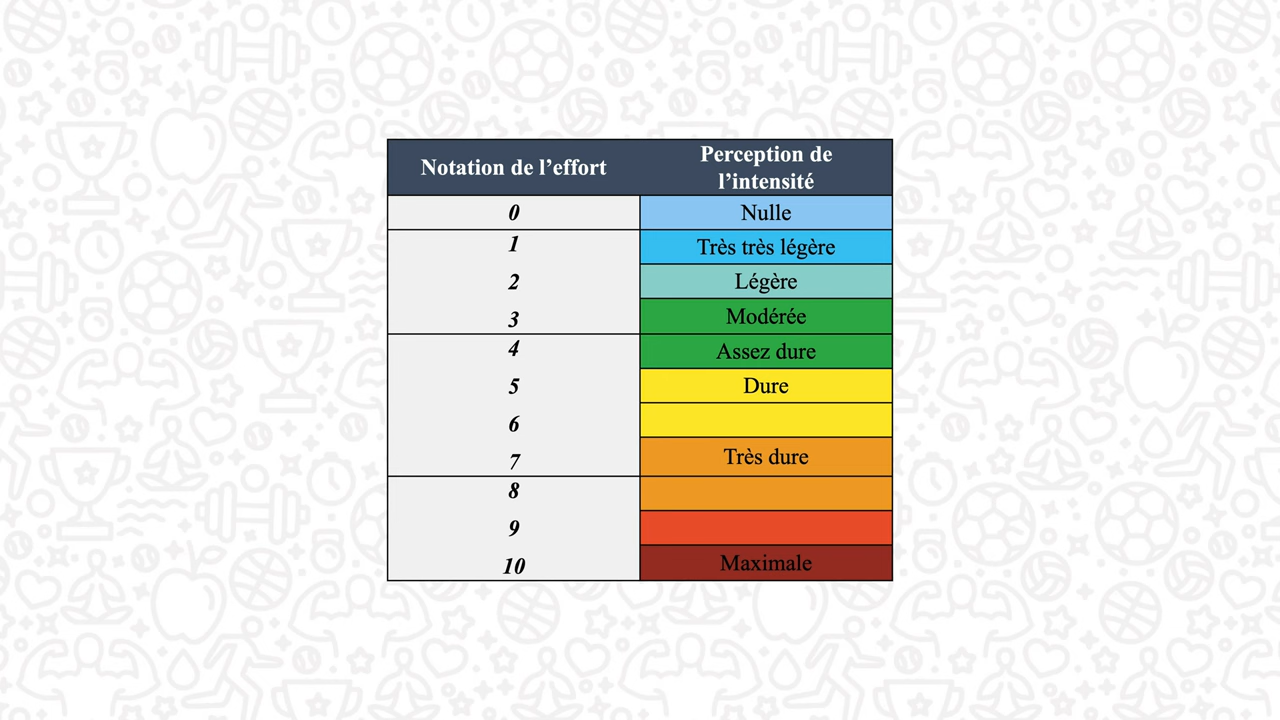 Notation de l’effort
Perception de
l’intensité
0
Nulle
1
Très très légère
2
Légère
3
Modérée
4
Assez dure
5
Dure
6
7
Très dure
8
9
10
Maximale